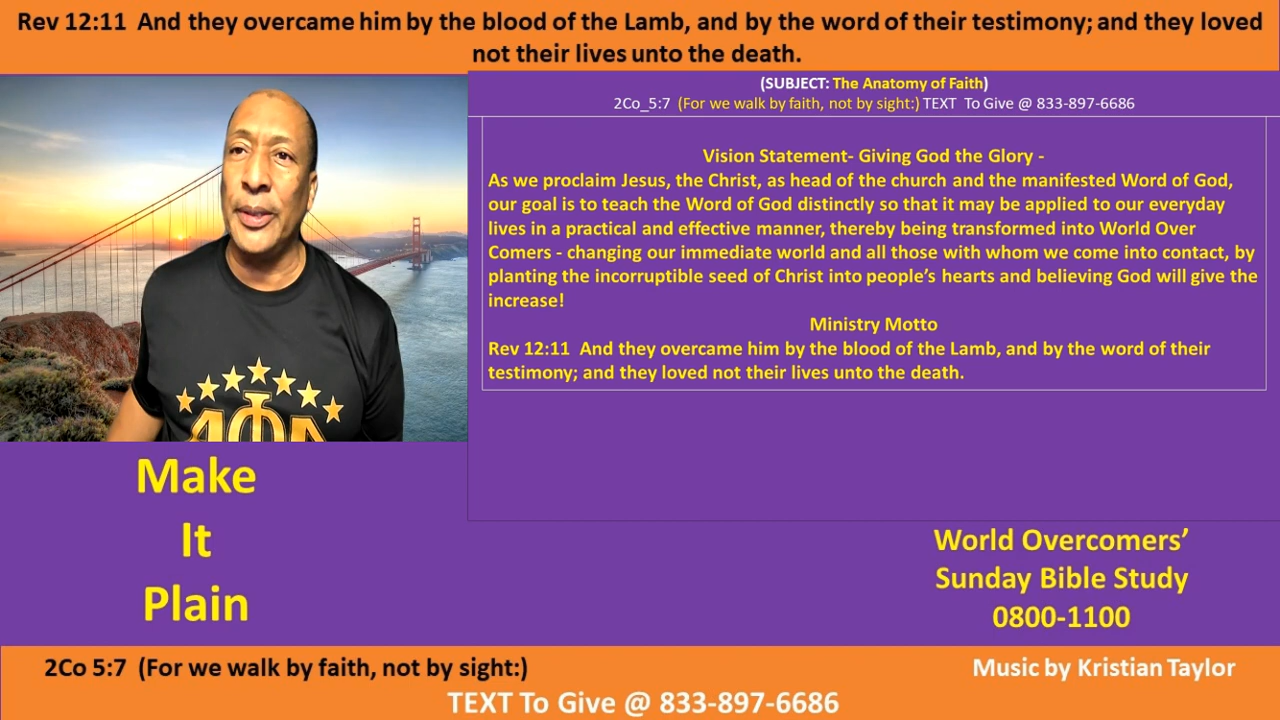 Rev 12:11  And they overcame him by the blood of the Lamb, and by the word of their testimony; and they loved
not their lives unto the death.
(SUBJECT: The Anatomy of Faith)
2Co_5:7  (For we walk by faith, not by sight:) TEXT  To Give @ 833-897-6686
Vision Statement- Giving God the Glory -
As we proclaim Jesus, the Christ, as head of the church and the manifested Word of God,
our goal is to teach the Word of God distinctly so that it may be applied to our everyday
lives in a practical and effective manner, thereby being transformed into World Over
Comers - changing our immediate world and all those with whom we come into contact, by
planting the incorruptible seed of Christ into people’s hearts and believing God will give the
increase!
Ministry Motto
Rev 12:11  And they overcame him by the blood of the Lamb, and by the word of their
testimony; and they loved not their lives unto the death.
ΑΦΩ
Make
It
Plain
World Overcomers’
Sunday Bible Study
0800-1100
2Co 5:7  (For we walk by faith, not by sight:)
Music by Kristian Taylor
TEXT To Give @ 833-897-6686